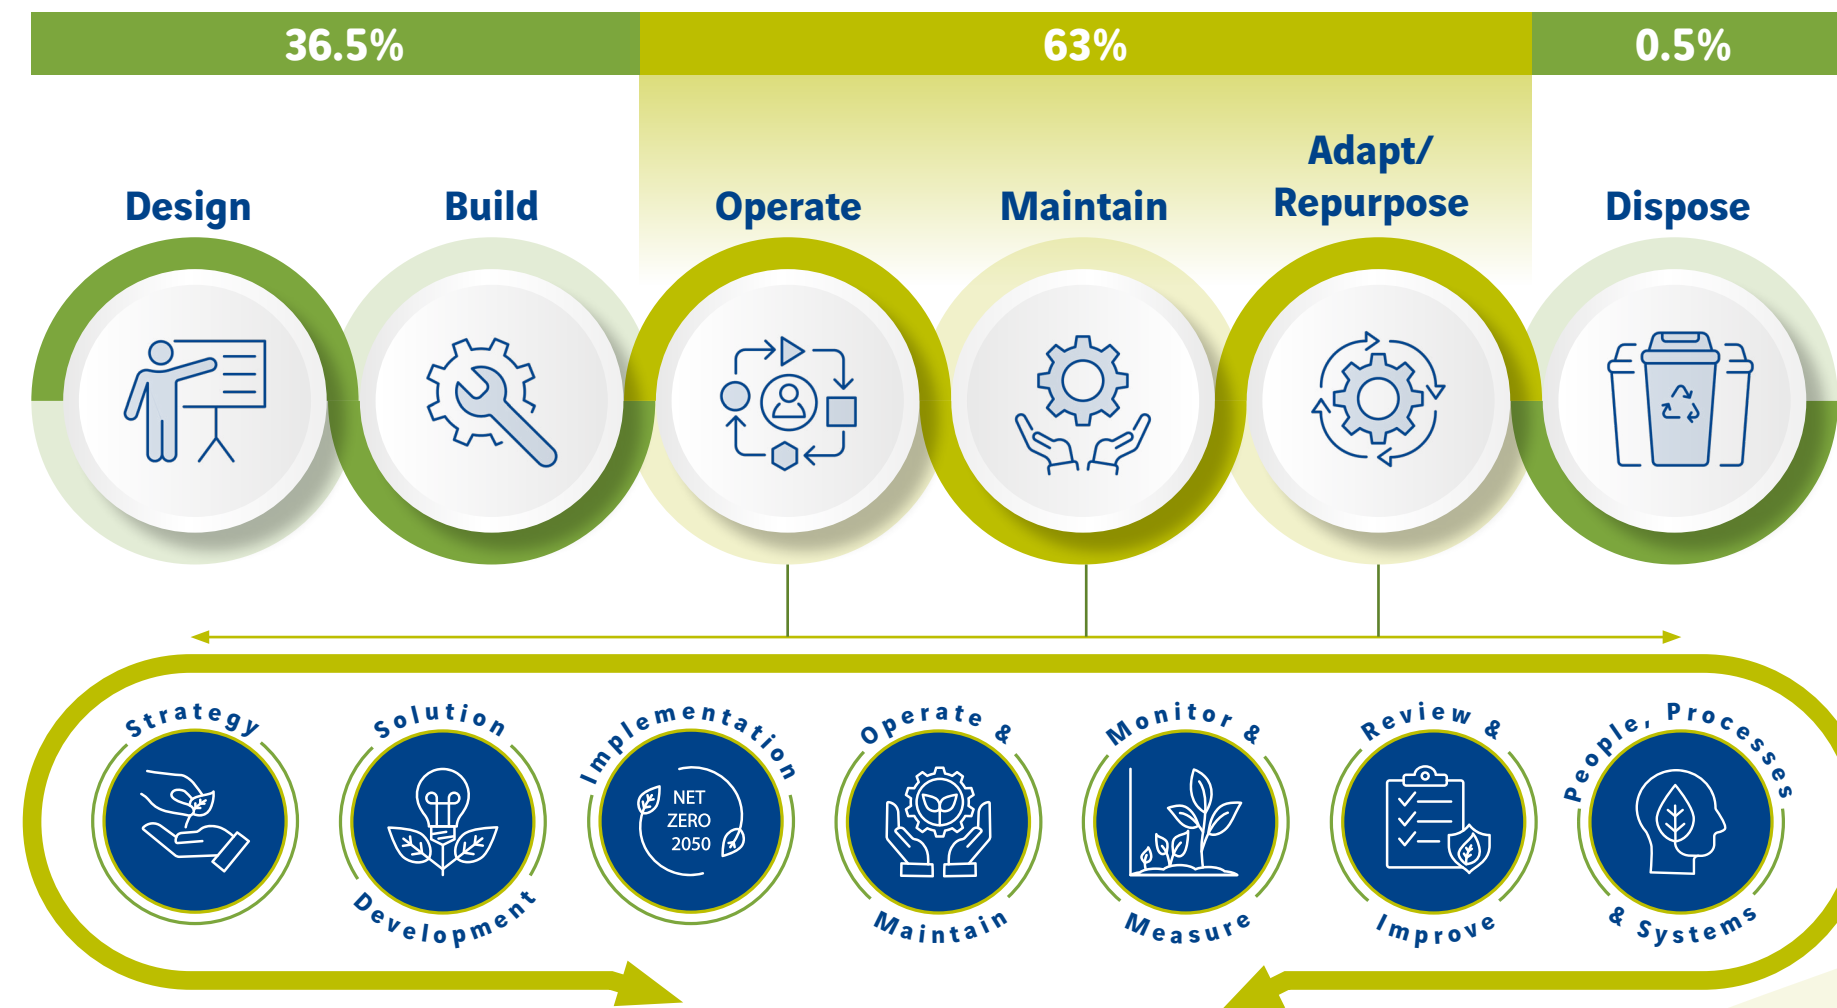 36.5%
63%
0.5%
Design
Build
Operate
Maintain
Adapt/
Repurpose
Dispose
Strategy
Solution
Development
Implementation
NET
ZERO
2050
Operate &
Maintain
Monitor &
Measure
Review &
Improve
People, Processes
& Systems